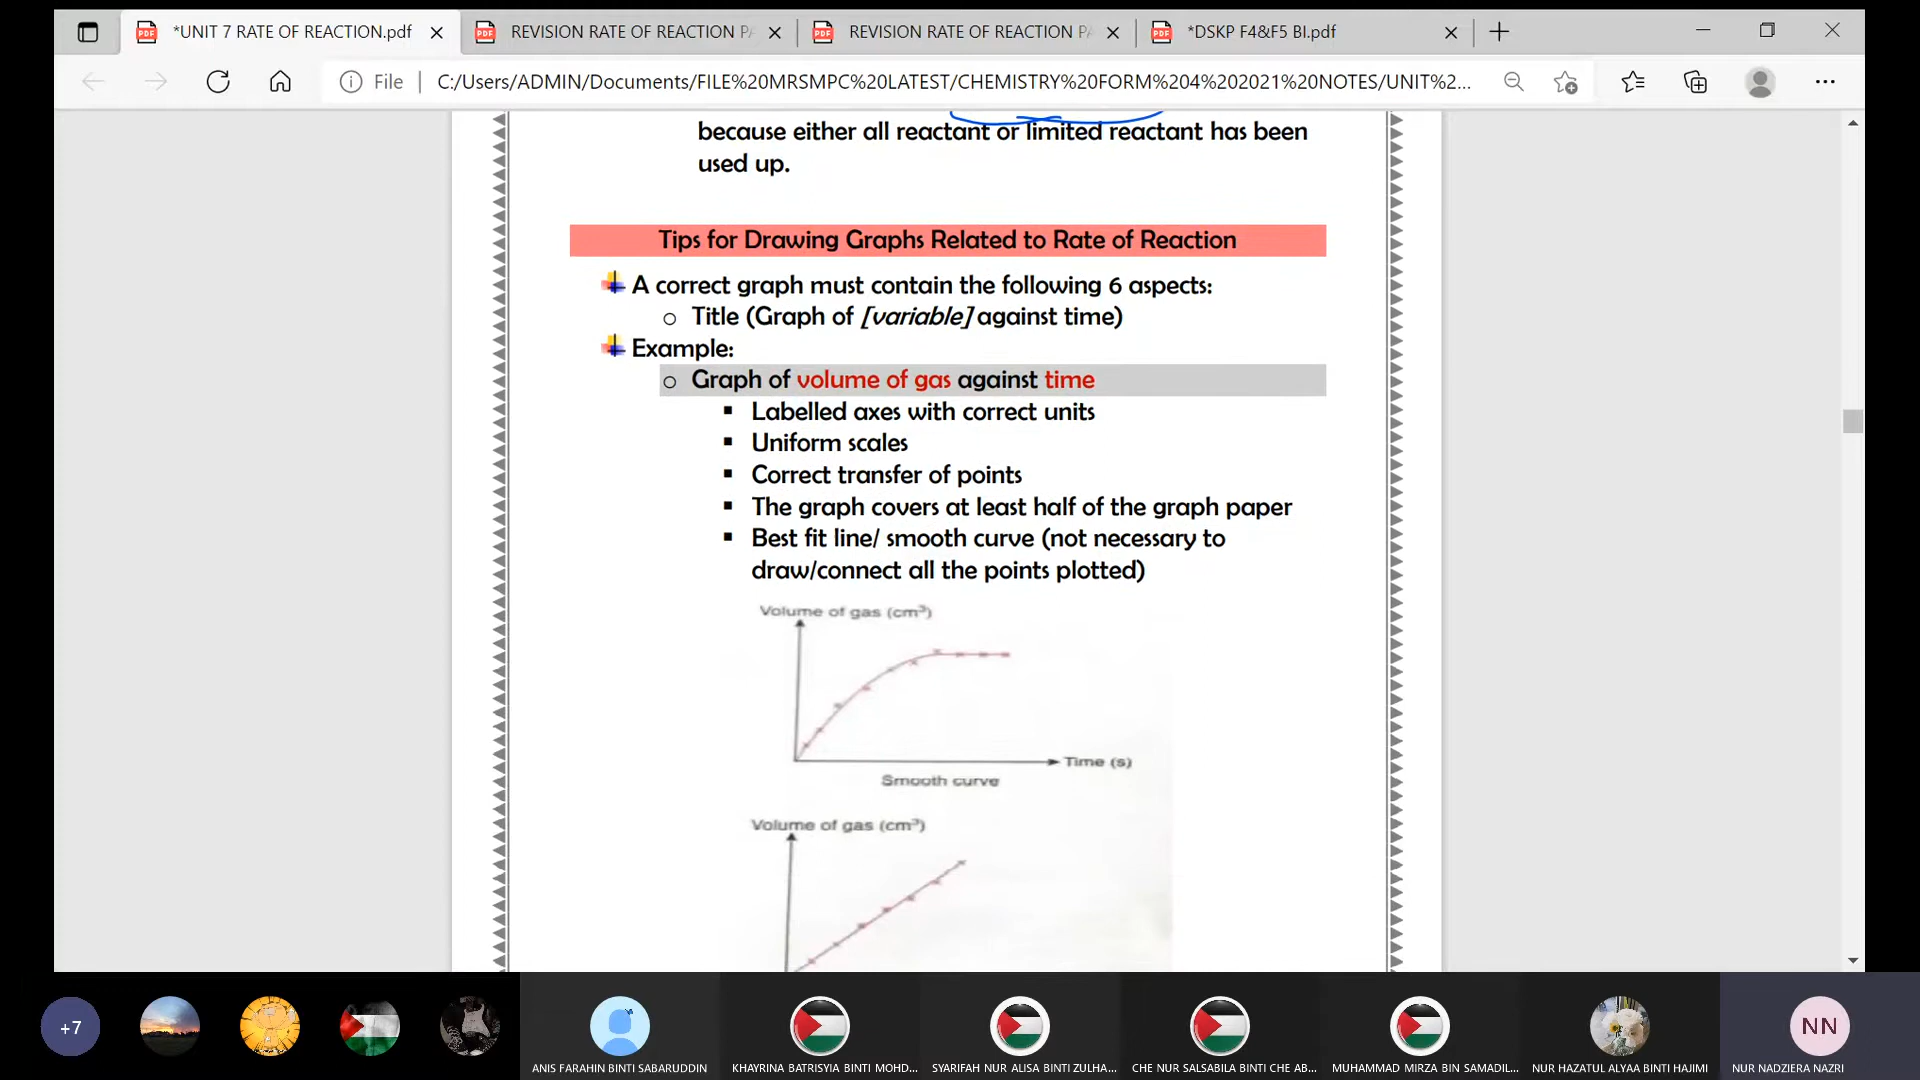 *UNIT 7 RATE OF REACTION.pdf
REVISION RATE OF REACTION PA
REVISION RATE OF REACTION PA
*DSKP F4&F5 BI.pdf
File
C:/Users/ADMIN/Documents/FILE%20MRSMPC%20LATEST/CHEMISTRY%20FORM%204%202021%20NOTES/UNIT%2...
because either all reactant or limited reactant has been
used up.
Tips for Drawing Graphs Related to Rate of Reaction
A correct graph must contain the following 6 aspects:
o Title (Graph of [variable] against time)
Example:
o Graph of volume of gas against time
▪ Labelled axes with correct units
▪ Uniform scales
▪ Correct transfer of points
▪ The graph covers at least half of the graph paper
▪ Best fit line/ smooth curve (not necessary to
draw/connect all the points plotted)
Volume of gas (cm³)
Time (s)
Smooth curve
Volume of gas (cm³)
+7
NN
ANIS FARAHIN BINTI SABARUDDIN
KHAYRINA BATRISYIA BINTI MOHD...
SYARIFAH NUR ALISA BINTI ZULHA...
CHE NUR SALSABILA BINTI CHE AB...
MUHAMMAD MIRZA BIN SAMADIL...
NUR HAZATUL ALYAA BINTI HAJIMI
NUR NADZIERA NAZRI